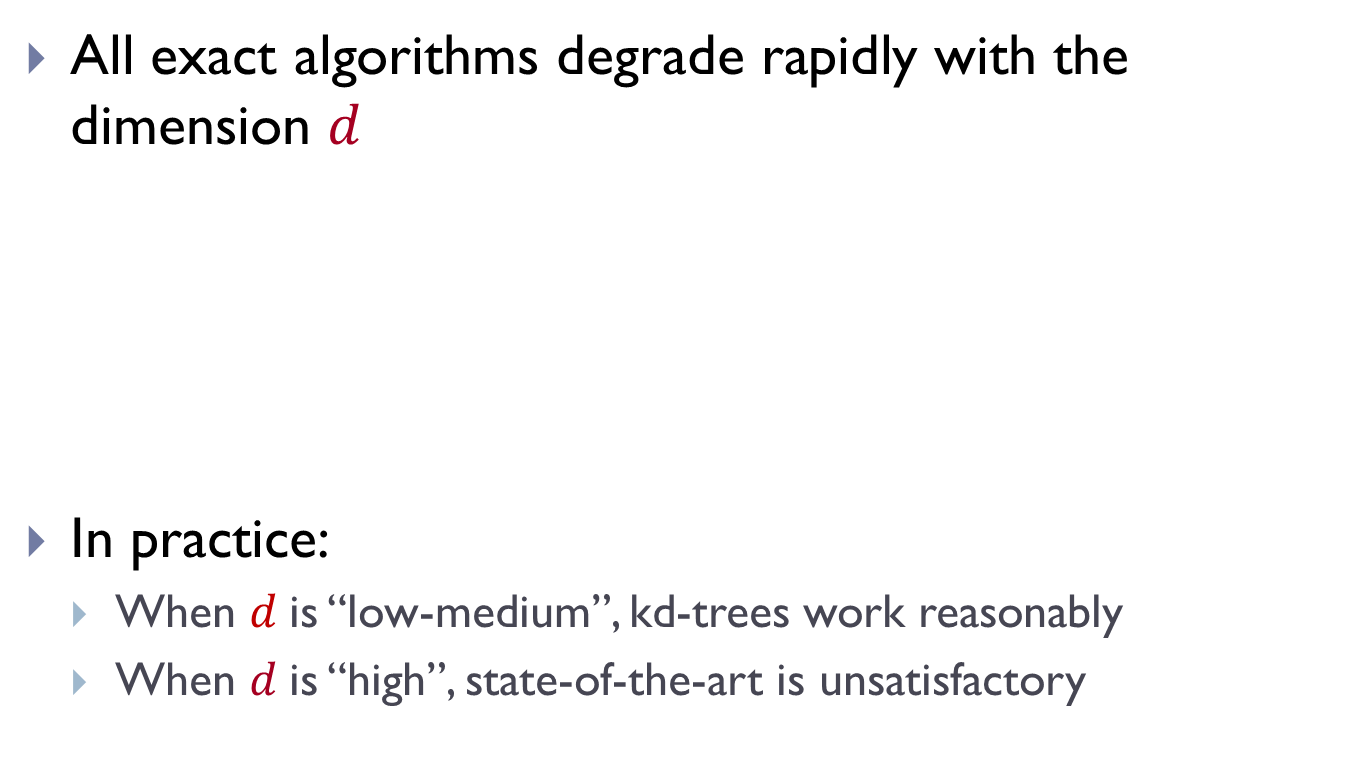 All exact algorithms degrade rapidly with the
dimension d
In practice:
When d is “low-medium”, kd-trees work reasonably
When d is “high”, state-of-the-art is unsatisfactory